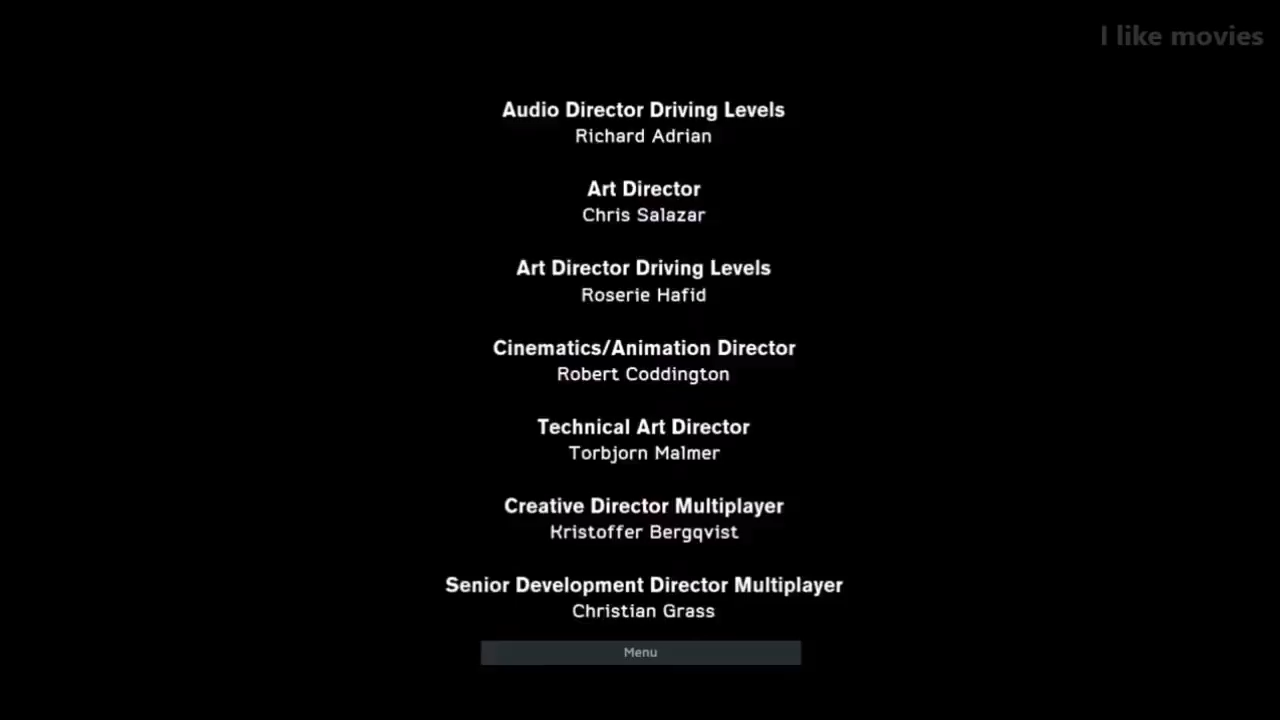 I like movies
Audio Director Driving Levels
Richard Adrian
Art Director
Chris Salazar
Art Director Driving Levels
Roserie Hafid
Cinematics/Animation Director
Robert Coddington
Technical Art Director
Torbjorn Malmer
Creative Director Multiplayer
Kristoffer Bergqvist
Senior Development Director Multiplayer
Christian Grass
Menu